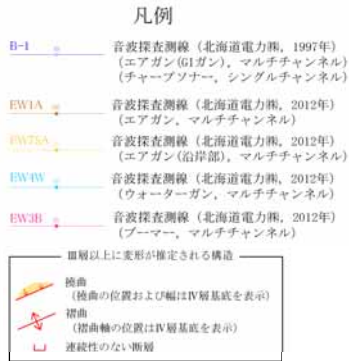 凡例
B-1 音波探査測線（北海道電力㈱，1997年）
（エアガン(GIガン)，マルチチャンネル）
（チャープソナー，シングルチャンネル）
EW1A 音波探査測線（北海道電力㈱，2012年）
（エアガン，マルチチャンネル）
音波探査測線（北海道電力㈱，2012年）
（エアガン(沿岸部)，マルチチャンネル）
EW4W 音波探査測線（北海道電力㈱，2012年）
（ウォーターガン，マルチチャンネル）
EW3B 音波探査測線（北海道電力㈱，2012年）
（ブーマー，マルチチャンネル）
Ⅲ層以上に変形が推定される構造
撓曲
（撓曲の位置および幅はⅣ層基底を表示）
褶曲
（褶曲軸の位置はⅣ層基底を表示）
連続性のない断層